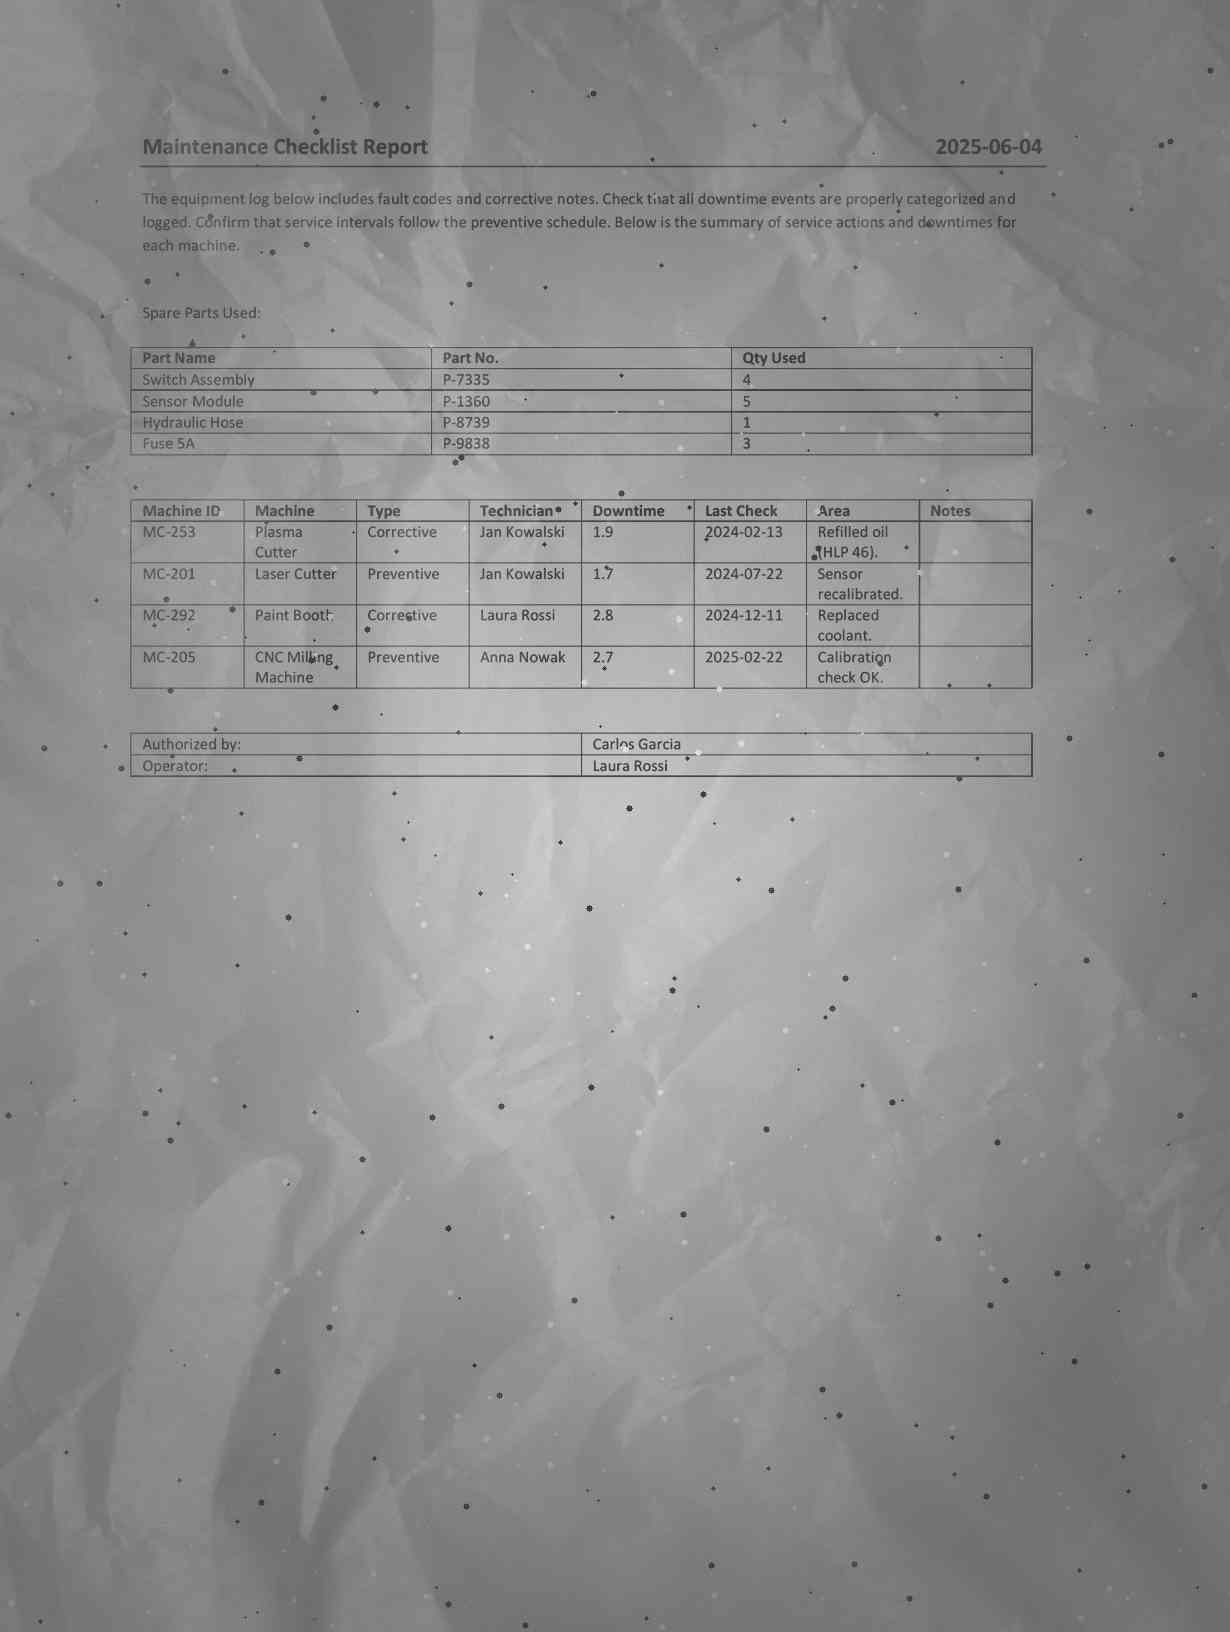 Maintenance Checklist Report 2025-06-04
The equipment log below includes fault codes and corrective notes. Check that all downtime events are properly categorized and
logged. Confirm that service intervals follow the preventive schedule. Below is the summary of service actions and downtimes for
each machine.
Spare Parts Used:
Part Name Part No. Qty Used
Switch Assembly P-7335 4
Sensor Module P-1360 5
Hydraulic Hose P-8739 1
Fuse 5A P-9838 3
Machine ID Machine Type Technician Downtime Last Check Area Notes
MC-253 Plasma Corrective Jan Kowalski 1.9 2024-02-13 Refilled oil
Cutter (HLP 46).
MC-201 Laser Cutter Preventive Jan Kowalski 1.7 2024-07-22 Sensor
recalibrated.
MC-292 Paint Booth Corrective Laura Rossi 2.8 2024-12-11 Replaced
coolant.
MC-205 CNC Milling Preventive Anna Nowak 2.7 2025-02-22 Calibration
Machine check OK.
Authorized by: Carlos Garcia
Operator: Laura Rossi